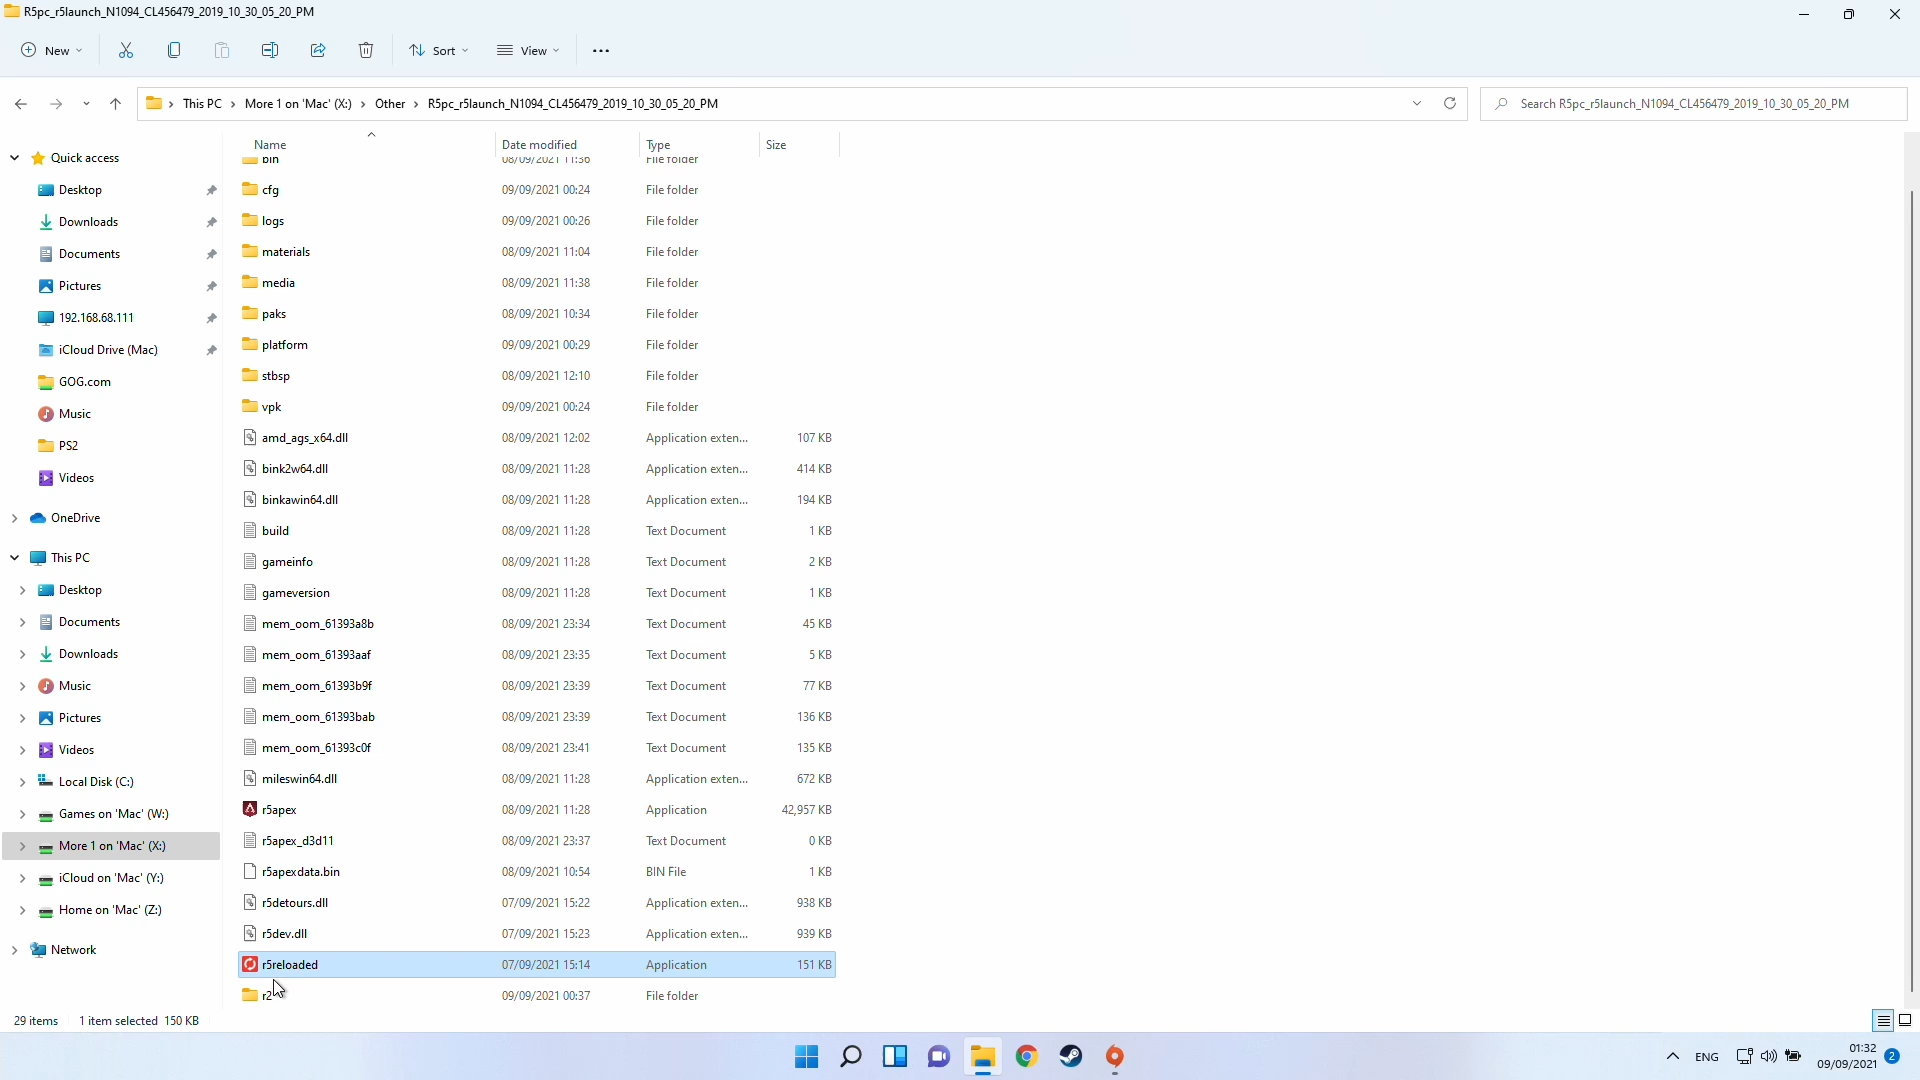 R5pc_r5launch_N1094_CL456479_2019_10_30_05_20_PM
New
Sort
View
This PC > More 1 on 'Mac' (X:) > Other > R5pc_r5launch_N1094_CL456479_2019_10_30_05_20_PM
Search R5pc_r5launch_N1094_CL456479_2019_10_30_05_20_PM
Name Date modified Type Size
Quick access
Desktop
Downloads
Documents
Pictures
192.168.68.111
iCloud Drive (Mac)
GOG.com
Music
PS2
Videos
OneDrive
This PC
Desktop
Documents
Downloads
Music
Pictures
Videos
Local Disk (C:)
Games on 'Mac' (W:)
More 1 on 'Mac' (X:)
iCloud on 'Mac' (Y:)
Home on 'Mac' (Z:)
Network
bin 08/09/2021 11:36 File folder
cfg 09/09/2021 00:24 File folder
logs 09/09/2021 00:26 File folder
materials 08/09/2021 11:04 File folder
media 08/09/2021 11:38 File folder
paks 08/09/2021 10:34 File folder
platform 09/09/2021 00:29 File folder
stbsp 08/09/2021 12:10 File folder
vpk 09/09/2021 00:24 File folder
amd_ags_x64.dll 08/09/2021 12:02 Application exten... 107 KB
bink2w64.dll 08/09/2021 11:28 Application exten... 414 KB
binkawin64.dll 08/09/2021 11:28 Application exten... 194 KB
build 08/09/2021 11:28 Text Document 1 KB
gameinfo 08/09/2021 11:28 Text Document 2 KB
gameversion 08/09/2021 11:28 Text Document 1 KB
mem_oom_61393a8b 08/09/2021 23:34 Text Document 45 KB
mem_oom_61393aaf 08/09/2021 23:35 Text Document 5 KB
mem_oom_61393b9f 08/09/2021 23:39 Text Document 77 KB
mem_oom_61393bab 08/09/2021 23:39 Text Document 136 KB
mem_oom_61393c0f 08/09/2021 23:41 Text Document 135 KB
mileswin64.dll 08/09/2021 11:28 Application exten... 672 KB
r5apex 08/09/2021 11:28 Application 42,957 KB
r5apex_d3d11 08/09/2021 23:37 Text Document 0 KB
r5apexdata.bin 08/09/2021 10:54 BIN File 1 KB
r5detours.dll 07/09/2021 15:22 Application exten... 938 KB
r5dev.dll 07/09/2021 15:23 Application exten... 939 KB
r5reloaded 07/09/2021 15:14 Application 151 KB
r2 09/09/2021 00:37 File folder
29 items 1 item selected 150 KB
ENG
01:32
09/09/2021
2